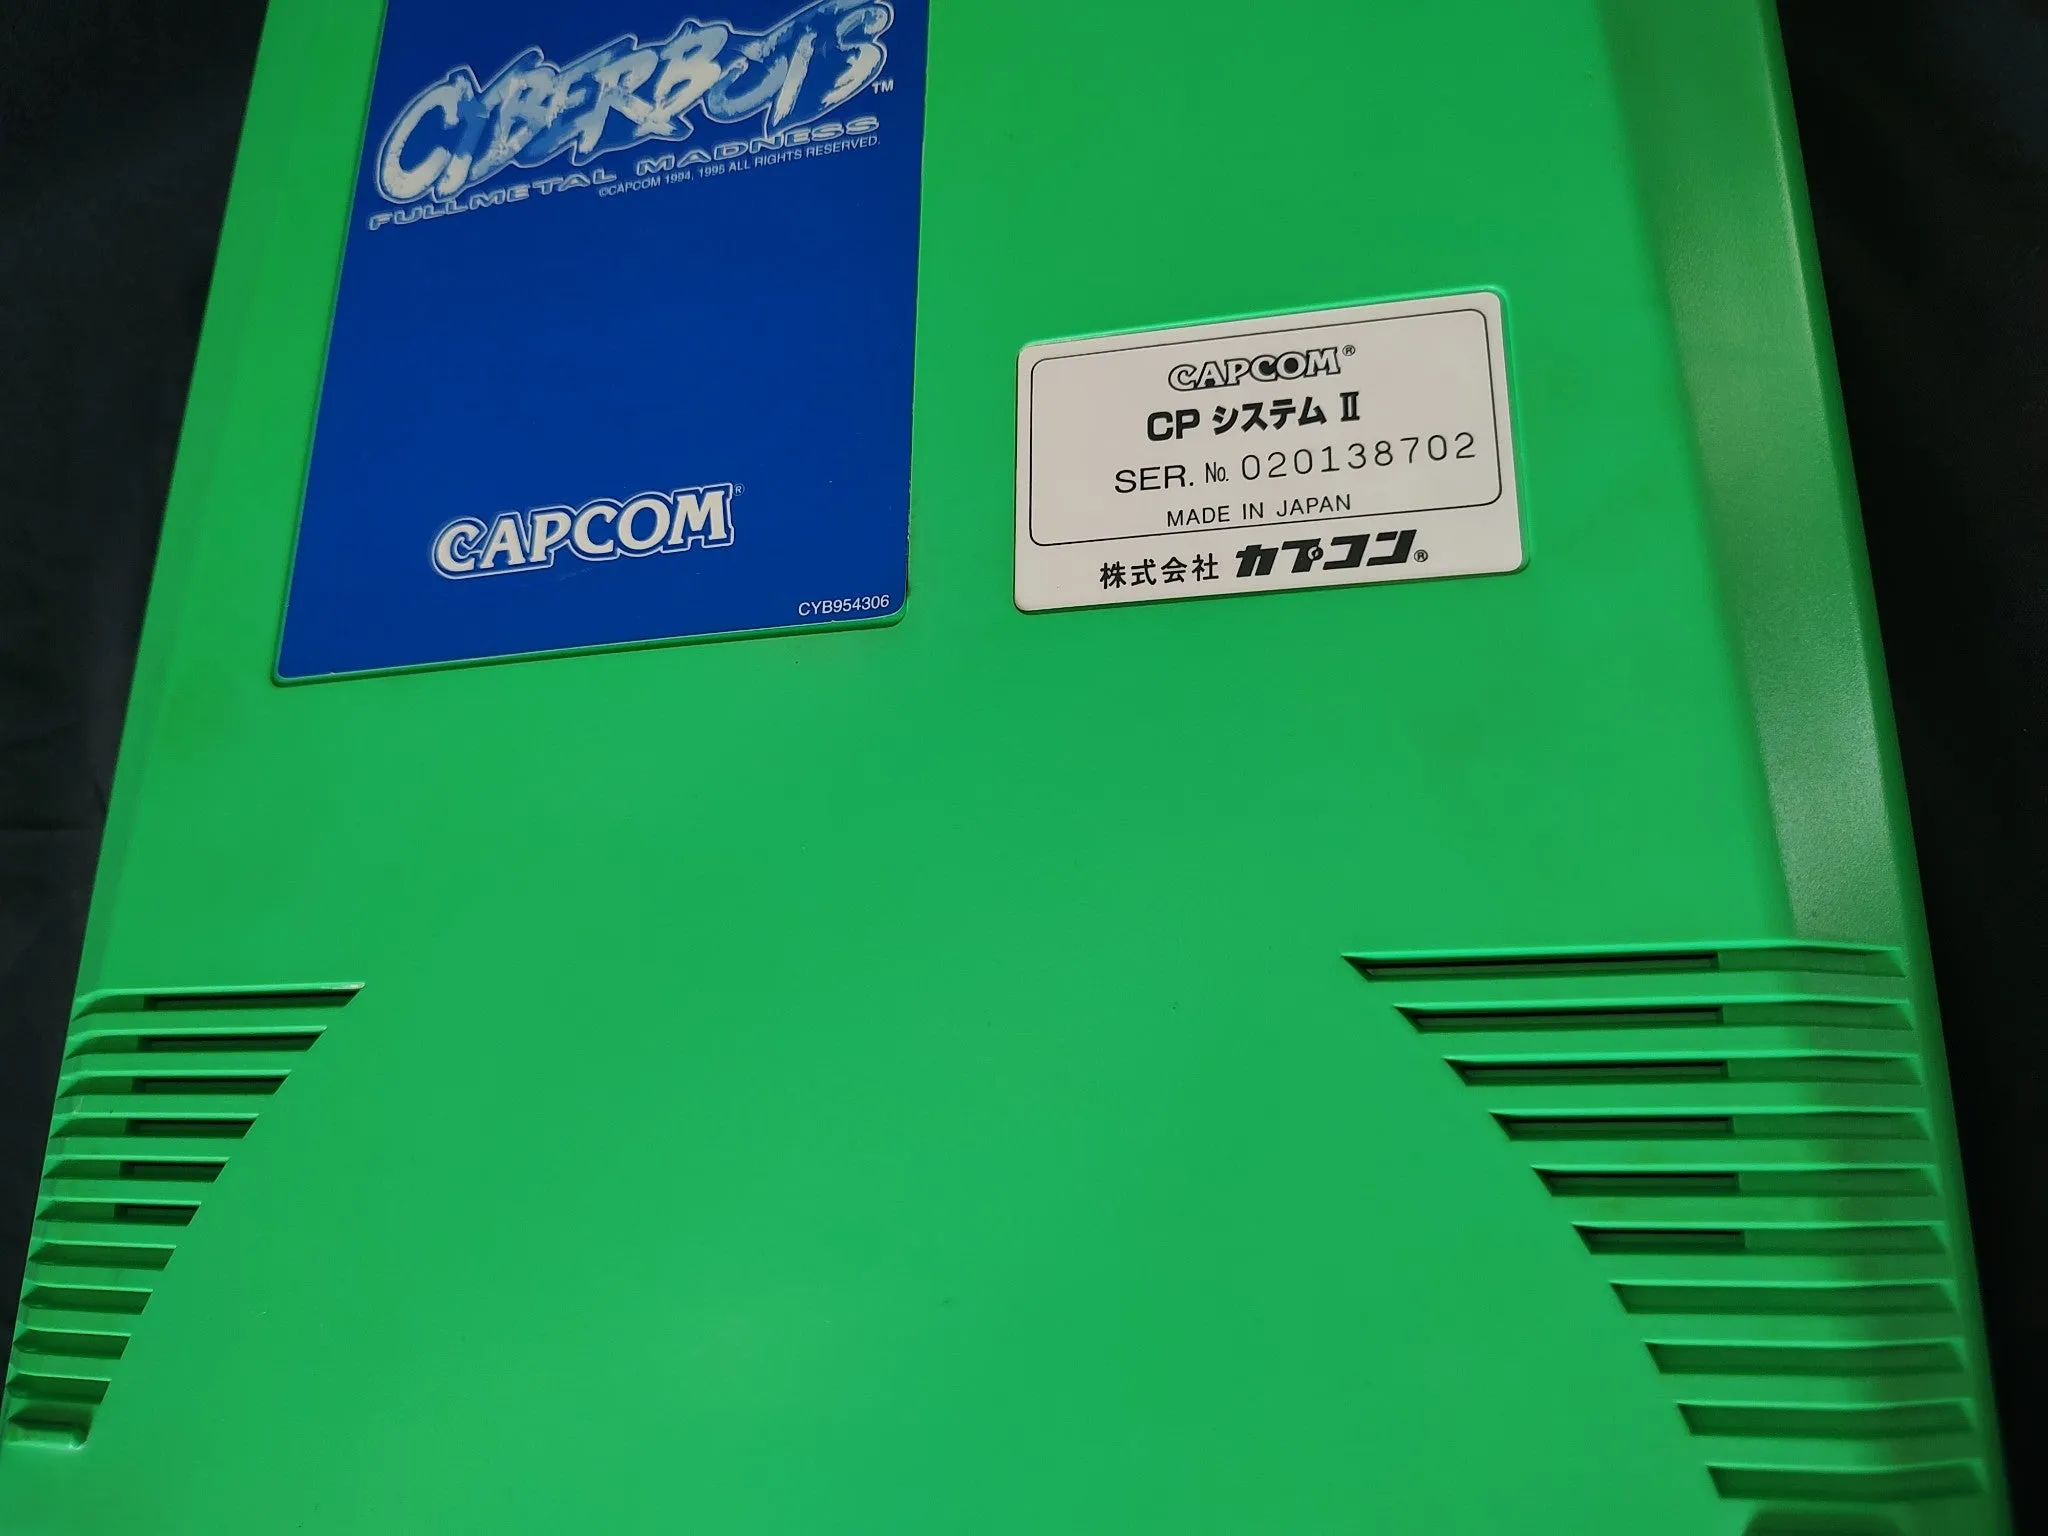 CYBERBOTS™
FULLMETAL MADNESS
©CAPCOM 1994, 1995 ALL RIGHTS RESERVED.
CAPCOM®
CYB954306
CAPCOM®
CP システム II
SER. No. 020138702
MADE IN JAPAN
株式会社 カプコン®